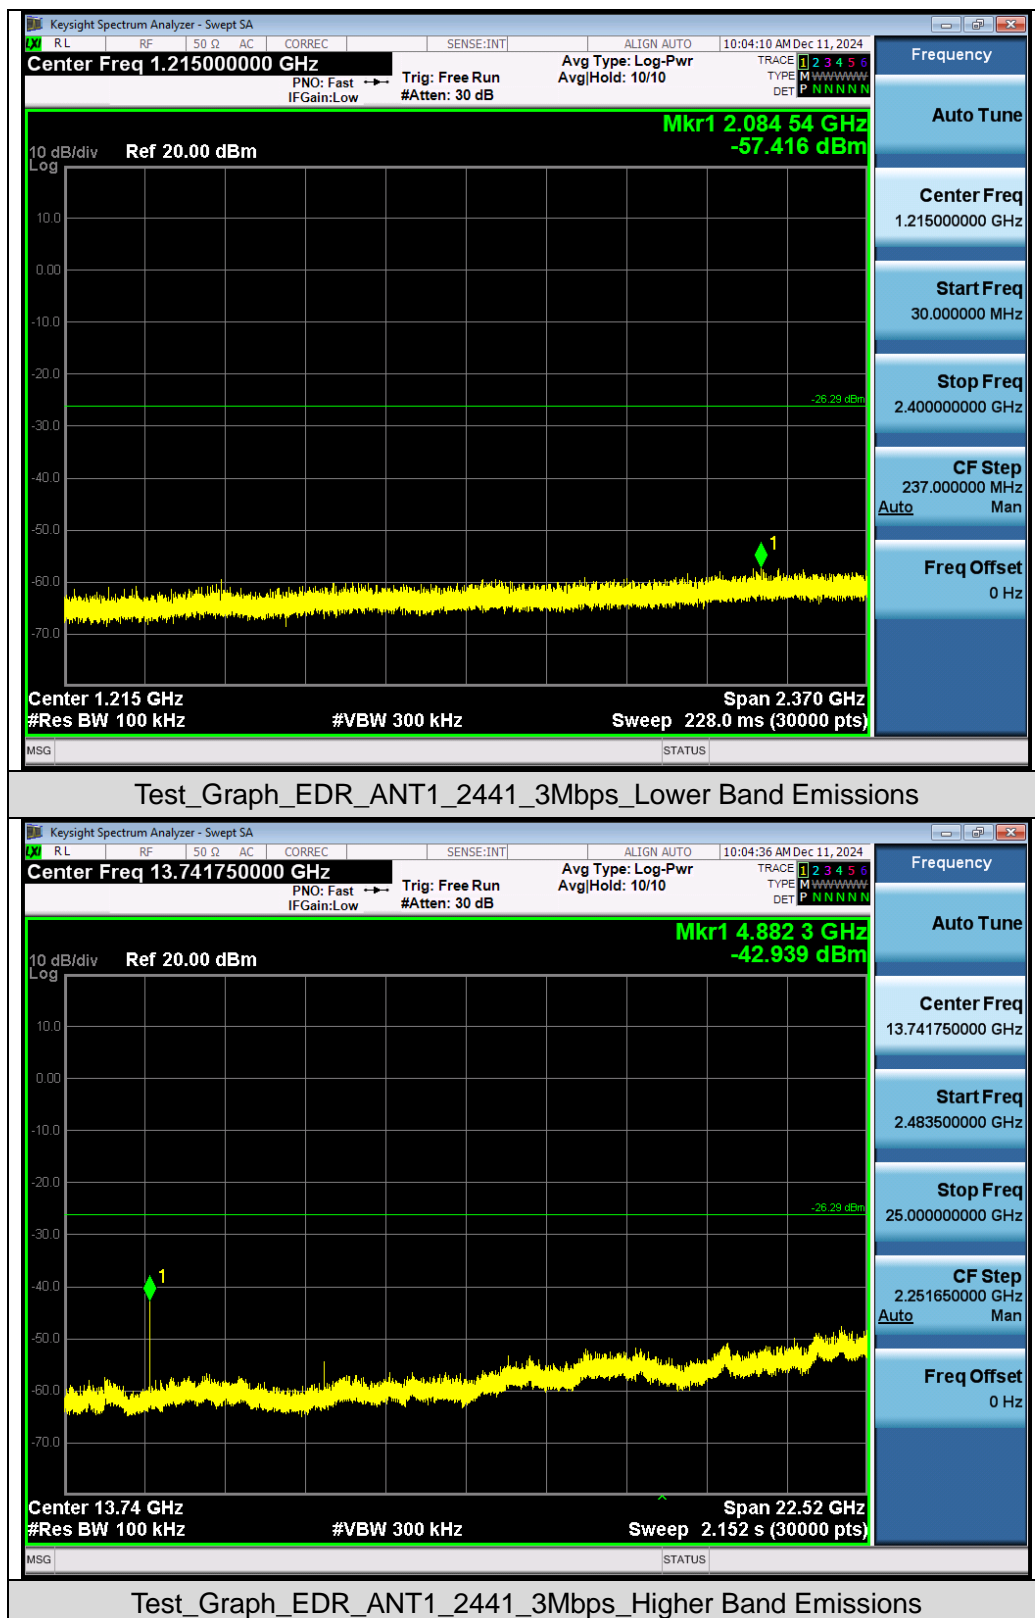 Keysight Spectrum Analyzer - Swept SA
LXI RL RF 50 Ω AC CORREC SENSE:INT ALIGN AUTO 10:04:10 AM Dec 11, 2024
Center Freq 1.215000000 GHz
PNO: Fast
IFGain:Low
Trig: Free Run
#Atten: 30 dB
Avg Type: Log-Pwr
Avg|Hold: 10/10
TRACE 1 2 3 4 5 6
TYPE M WWWWW
DET P N N N N N
Mkr1 2.084 54 GHz
-57.416 dBm
10 dB/div Ref 20.00 dBm
Log
10.0
0.00
-10.0
-20.0
-26.29 dBm
-30.0
-40.0
-50.0
1
-60.0
-70.0
Center 1.215 GHz Span 2.370 GHz
#Res BW 100 kHz #VBW 300 kHz Sweep 228.0 ms (30000 pts)
MSG STATUS
Frequency
Auto Tune
Center Freq
1.215000000 GHz
Start Freq
30.000000 MHz
Stop Freq
2.400000000 GHz
CF Step
237.000000 MHz
Auto Man
Freq Offset
0 Hz
Test_Graph_EDR_ANT1_2441_3Mbps_Lower Band Emissions
Keysight Spectrum Analyzer - Swept SA
LXI RL RF 50 Ω AC CORREC SENSE:INT ALIGN AUTO 10:04:36 AM Dec 11, 2024
Center Freq 13.741750000 GHz
PNO: Fast
IFGain:Low
Trig: Free Run
#Atten: 30 dB
Avg Type: Log-Pwr
Avg|Hold: 10/10
TRACE 1 2 3 4 5 6
TYPE M WWWWW
DET P N N N N N
Mkr1 4.882 3 GHz
-42.939 dBm
10 dB/div Ref 20.00 dBm
Log
10.0
0.00
-10.0
-20.0
-26.29 dBm
-30.0
1
-40.0
-50.0
-60.0
-70.0
Center 13.74 GHz Span 22.52 GHz
#Res BW 100 kHz #VBW 300 kHz Sweep 2.152 s (30000 pts)
MSG STATUS
Frequency
Auto Tune
Center Freq
13.741750000 GHz
Start Freq
2.483500000 GHz
Stop Freq
25.000000000 GHz
CF Step
2.251650000 GHz
Auto Man
Freq Offset
0 Hz
Test_Graph_EDR_ANT1_2441_3Mbps_Higher Band Emissions